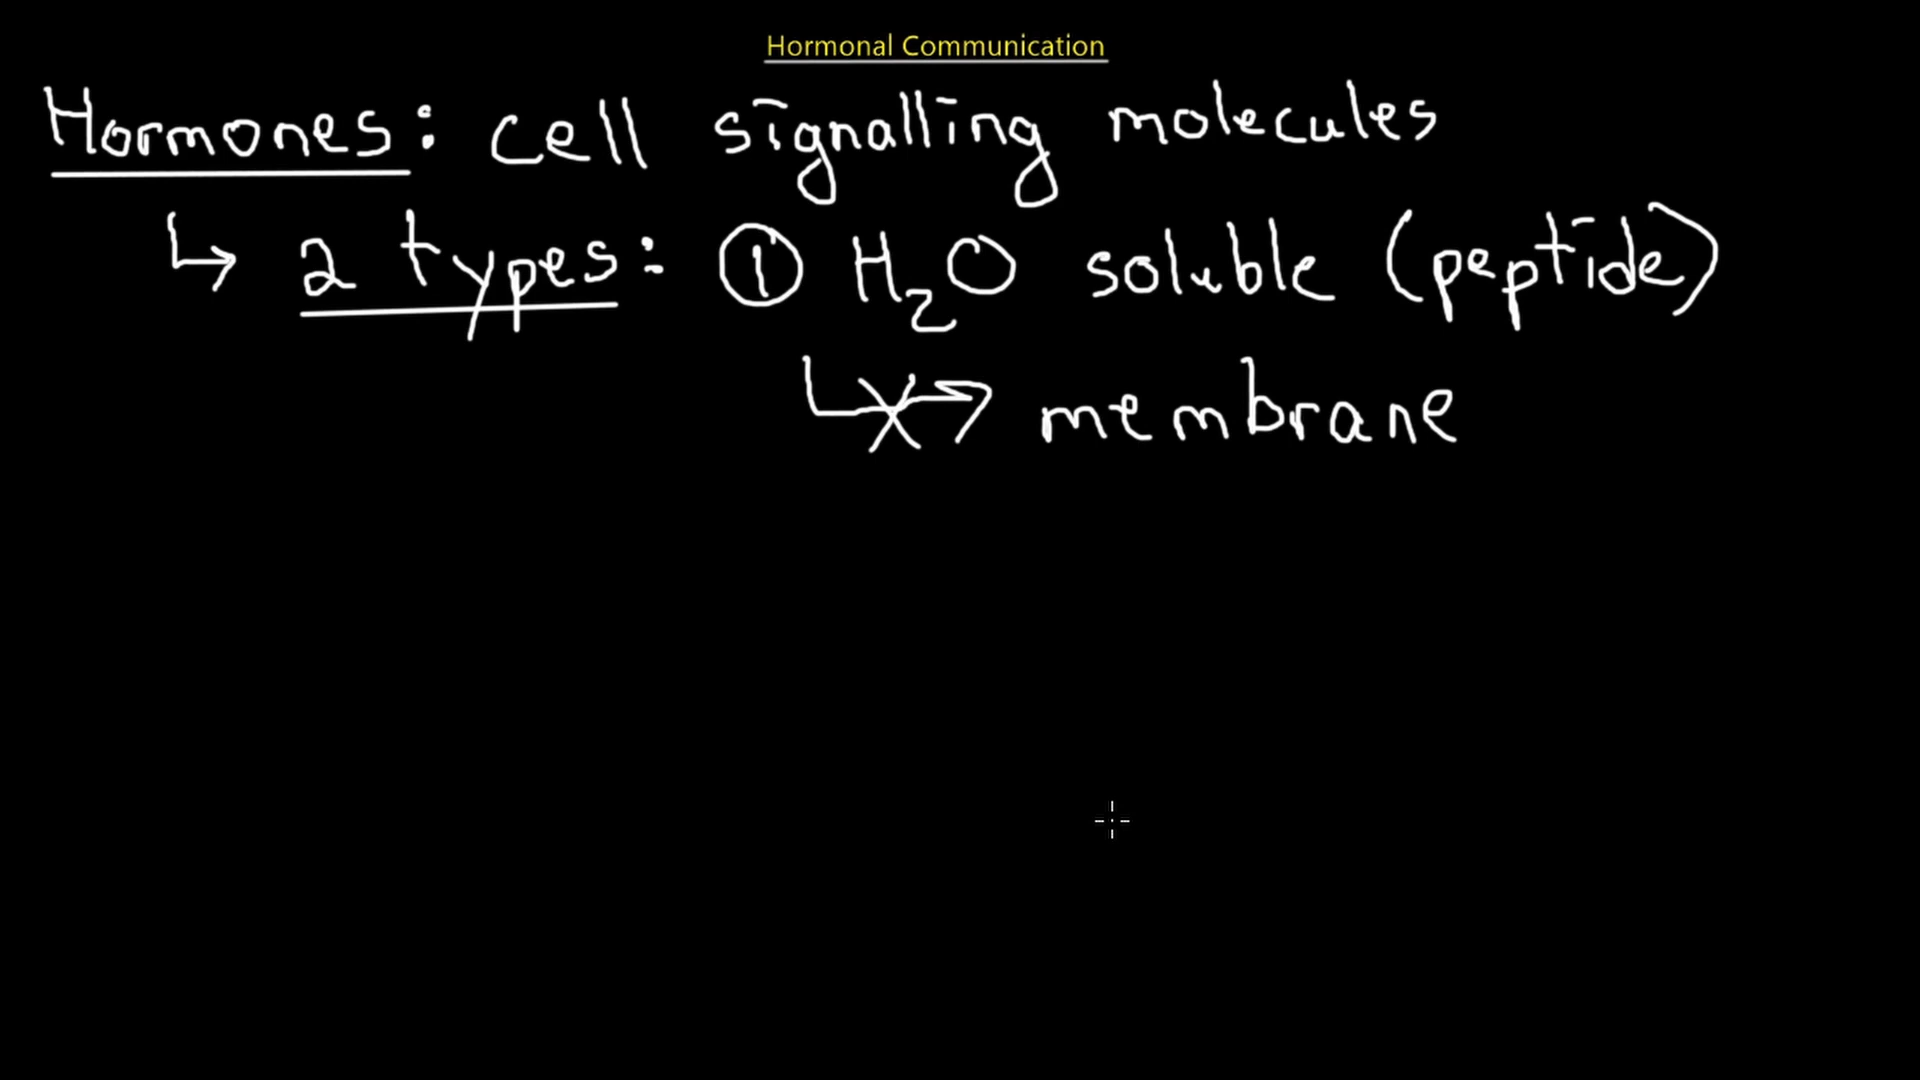 Hormonal Communication
Hormones: cell signalling molecules
↳ 2 types: ① H₂O soluble (peptide)
membrane